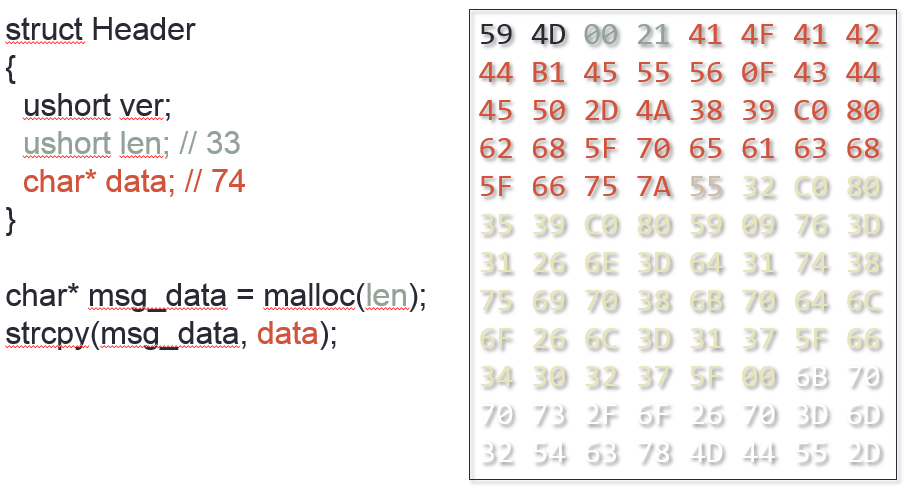 struct Header
{
ushort ver;
ushort len; // 33
char* data; // 74
}
char* msg_data = malloc(len);
strcpy(msg_data, data);
59 4D 00 21 41 4F 41 42
44 B1 45 55 56 0F 43 44
45 50 2D 4A 38 39 C0 80
62 68 5F 70 65 61 63 68
5F 66 75 7A 55 32 C0 80
35 39 C0 80 59 09 76 3D
31 26 6E 3D 64 31 74 38
75 69 70 38 6B 70 64 6C
6F 26 6C 3D 31 37 5F 66
34 30 32 37 5F 00 6B 70
70 73 2F 6F 26 70 3D 6D
32 54 63 78 4D 44 55 2D